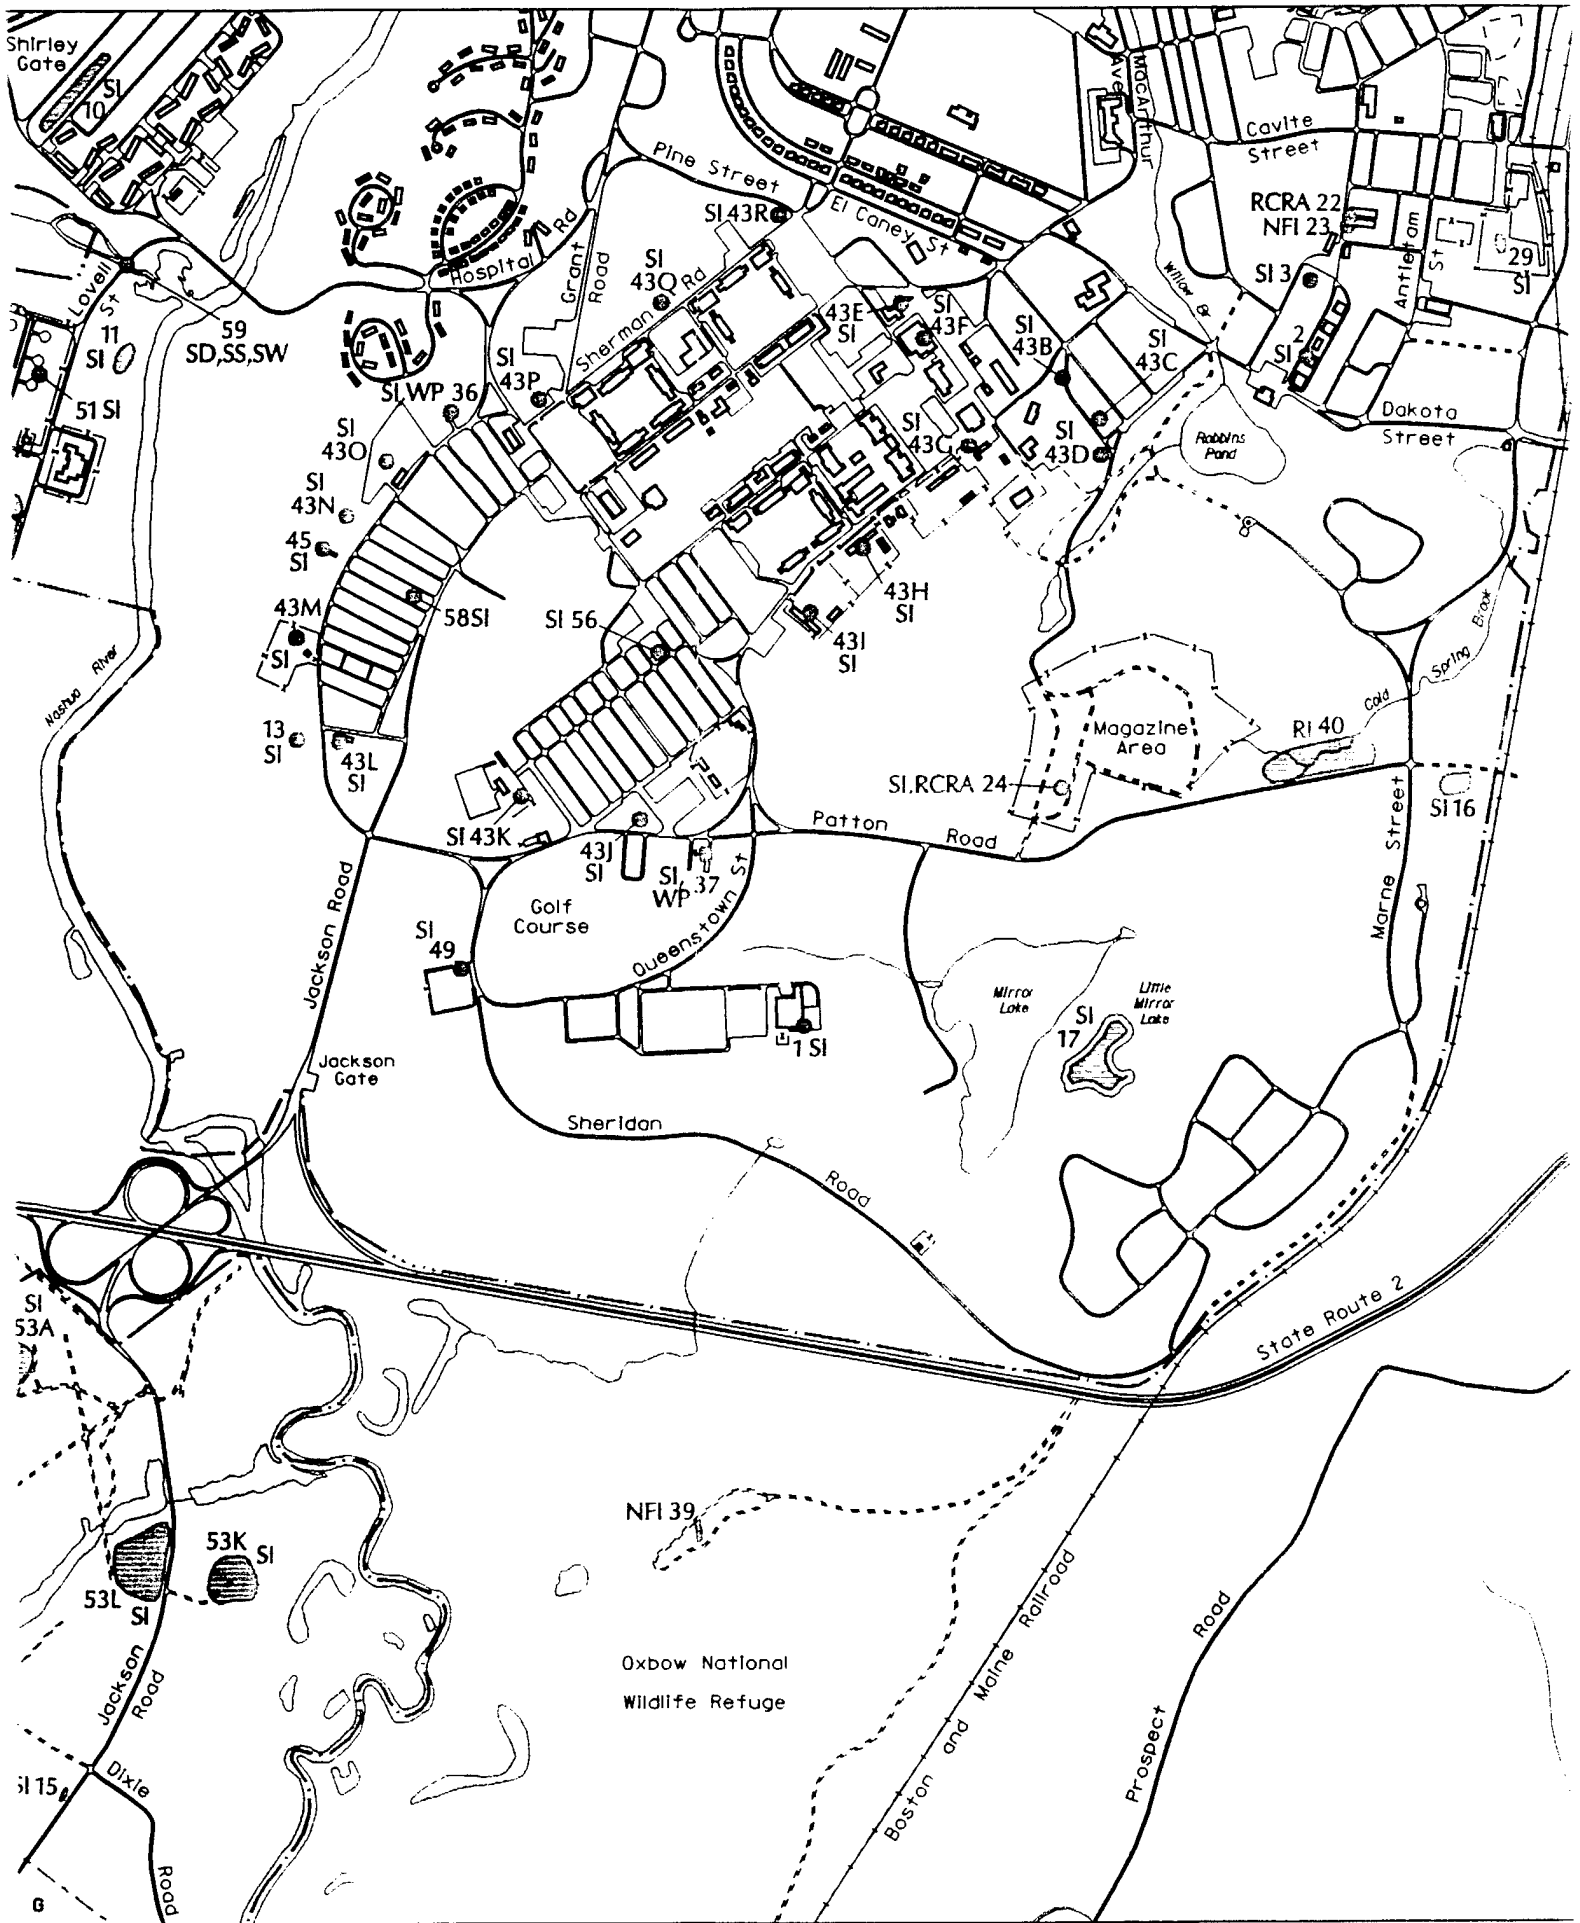 Shirley
Gate
SI
10
MacArthur
Ave
Cavite
Street
Pine Street
SI 43R
El Caney St
RCRA 22
NFI 23
Antietam
St
29
SI
SI 3
SI
2
Willow Br
Hospital Rd
Grant
Road
SI
43Q
Sherman Rd
Lovell
St
11
SI
59
SD,SS,SW
51 SI
43E
SI
SI
43F
SI
43B
SI
43C
SI
43P
SI,WP 36
SI
43O
SI
43G
SI
43D
Robbins
Pond
Dakota
Street
SI
43N
45
SI
43M
SI
58SI
SI 56
43H
SI
43I
SI
Nashua River
Cold Spring Brook
13
SI
43L
SI
Magazine
Area
RI 40
SI,RCRA 24
SI 16
SI 43K
43J
SI
SI,
WP 37
Patton Road
Marne Street
Golf
Course
Queenstown St
Jackson Road
SI
49
1 SI
Mirror
Lake
Little
Mirror
Lake
SI
17
Jackson
Gate
Sheridan Road
SI
53A
State Route 2
NFI 39
53K
SI
53L
SI
Jackson
Road
Oxbow National
Wildlife Refuge
Boston and Maine Railroad
Prospect Road
SI 15
Dixie
Road
G